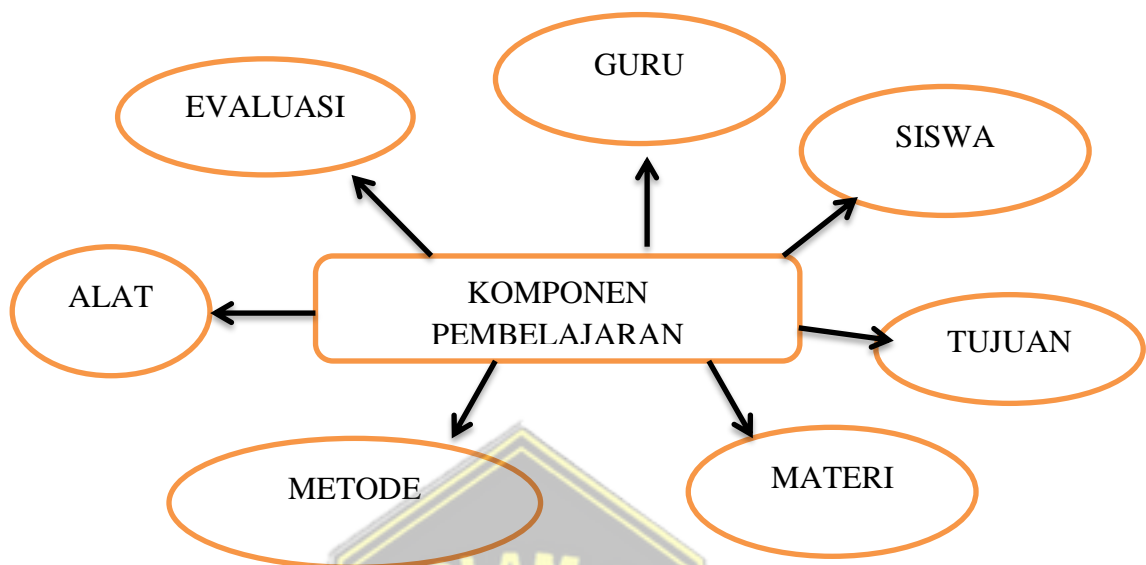 GURU
EVALUASI
SISWA
ALAT
KOMPONEN
PEMBELAJARAN
TUJUAN
METODE
MATERI